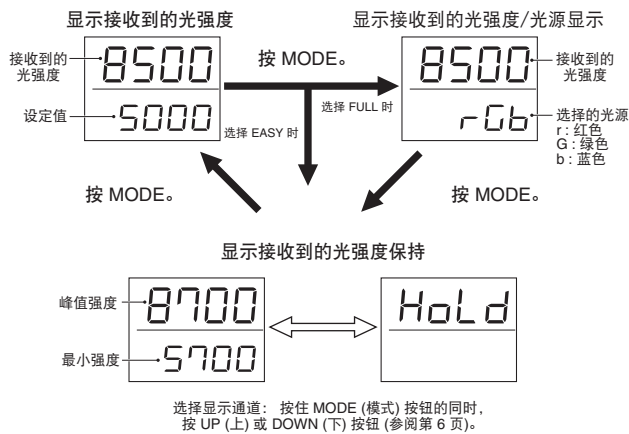 显示接收到的光强度
接收到的
光强度
8500
设定值
5000
按 MODE。
选择 FULL 时
选择 EASY 时
显示接收到的光强度/光源显示
8500
接收到的
光强度
rGb
选择的光源
r : 红色
G : 绿色
b : 蓝色
按 MODE。
按 MODE。
显示接收到的光强度保持
峰值强度
8700
最小强度
5700
HoLd
选择显示通道： 按住 MODE (模式) 按钮的同时，
按 UP (上) 或 DOWN (下) 按钮 (参阅第 6 页)。